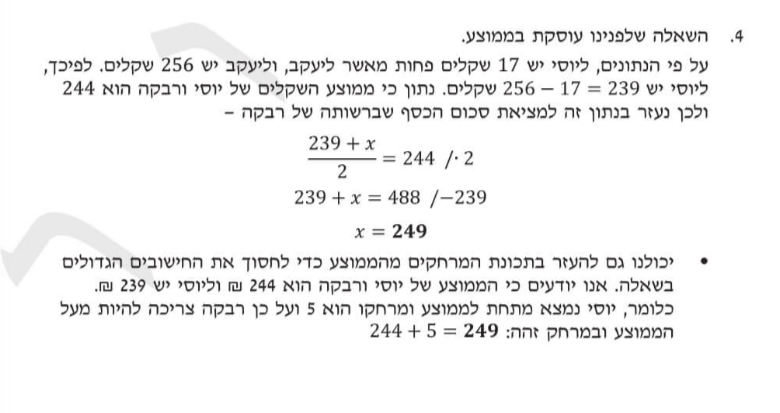 4. השאלה שלפנינו עוסקת בממוצע.
על פי הנתונים, ליוסי יש 17 שקלים פחות מאשר ליעקב, וליעקב יש 256 שקלים. לפיכך,
ליוסי יש 256 − 17 = 239 שקלים. נתון כי ממוצע השקלים של יוסי ורבקה הוא 244
ולכן נעזר בנתון זה למציאת סכום הכסף שברשותה של רבקה –
(239 + x)/2 = 244 /· 2
239 + x = 488 /−239
x = 249
• יכולנו גם להעזר בתכונת המרחקים מהממוצע כדי לחסוך את החישובים הגדולים
בשאלה. אנו יודעים כי הממוצע של יוסי ורבקה הוא 244 ₪ וליוסי יש 239 ₪.
כלומר, יוסי נמצא מתחת לממוצע ומרחקו הוא 5 ועל כן רבקה צריכה להיות מעל
הממוצע ובמרחק זהה: 244 + 5 = 249